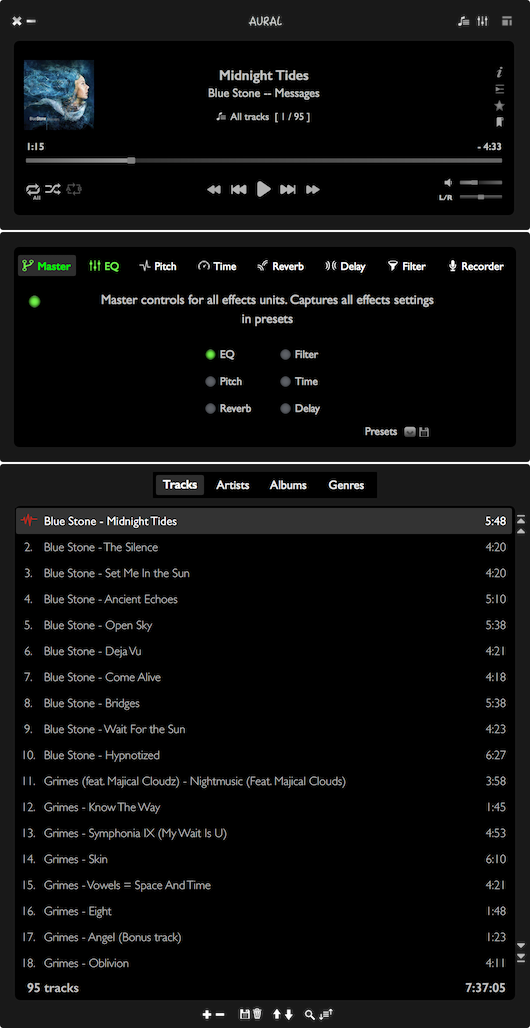 AURAL
Midnight Tides
Blue Stone -- Messages
All tracks [ 1 / 95 ]
1:15
- 4:33
All
L/R
Master EQ Pitch Time Reverb Delay Filter Recorder
Master controls for all effects units. Captures all effects settings
in presets
EQ Filter
Pitch Time
Reverb Delay
Presets
Tracks Artists Albums Genres
Blue Stone - Midnight Tides 5:48
2. Blue Stone - The Silence 4:20
3. Blue Stone - Set Me In the Sun 4:20
4. Blue Stone - Ancient Echoes 5:10
5. Blue Stone - Open Sky 5:38
6. Blue Stone - Deja Vu 4:21
7. Blue Stone - Come Alive 4:18
8. Blue Stone - Bridges 5:38
9. Blue Stone - Wait For the Sun 4:23
10. Blue Stone - Hypnotized 6:27
11. Grimes (feat. Majical Cloudz) - Nightmusic (Feat. Majical Clouds) 3:58
12. Grimes - Know The Way 1:45
13. Grimes - Symphonia IX (My Wait Is U) 4:53
14. Grimes - Skin 6:10
15. Grimes - Vowels = Space And Time 4:21
16. Grimes - Eight 1:48
17. Grimes - Angel (Bonus track) 1:23
18. Grimes - Oblivion 4:11
95 tracks 7:37:05